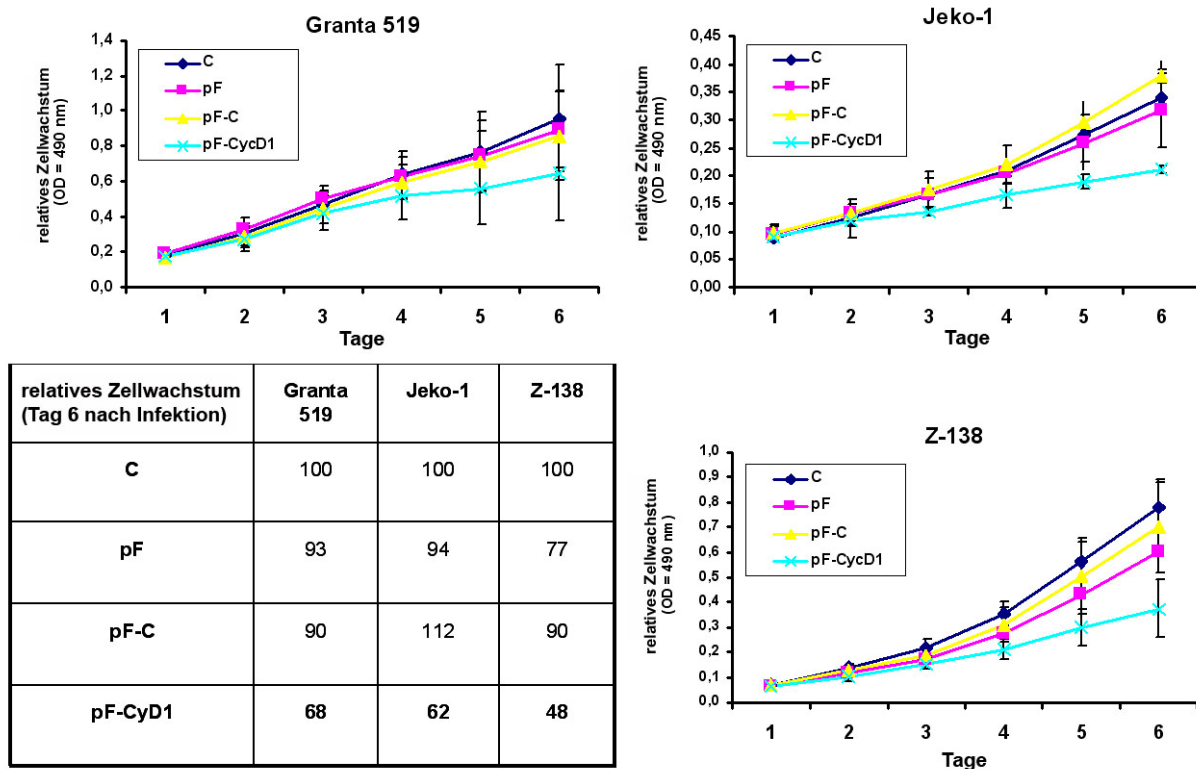 Granta 519
relatives Zellwachstum
(OD = 490 nm)
1,4
1,2
1,0
0,8
0,6
0,4
0,2
0,0
C
pF
pF-C
pF-CycD1
1 2 3 4 5 6
Tage
Jeko-1
relatives Zellwachstum
(OD = 490 nm)
0,45
0,40
0,35
0,30
0,25
0,20
0,15
0,10
0,05
0,00
C
pF
pF-C
pF-CycD1
1 2 3 4 5 6
Tage
relatives Zellwachstum
(Tag 6 nach Infektion)
Granta
519
Jeko-1
Z-138
C 100 100 100
pF 93 94 77
pF-C 90 112 90
pF-CyD1 68 62 48
Z-138
relatives Zellwachstum
(OD = 490 nm)
1,0
0,9
0,8
0,7
0,6
0,5
0,4
0,3
0,2
0,1
0,0
C
pF
pF-C
pF-CycD1
1 2 3 4 5 6
Tage